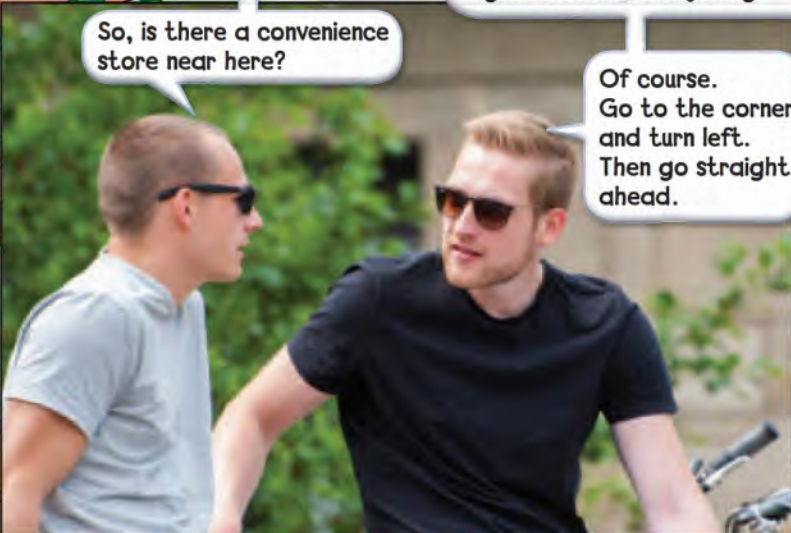 So, is there a convenience
store near here?
Of course.
Go to the corner
and turn left.
Then go straight
ahead.